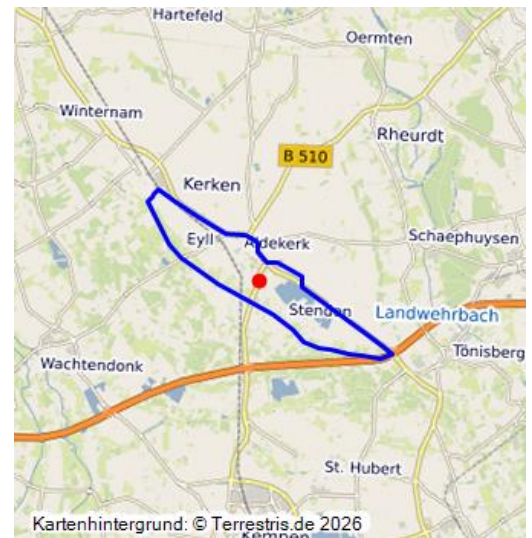 Hartefeld
Oermten
Winternam
Rheurdt
B 510
Kerken
Eyll
Aldekerk
Schaephuysen
Stenden
Landwehrbach
Wachtendonk
Tönisberg
St. Hubert
Kempen
Kartenhintergrund: © Terrestris.de 2026